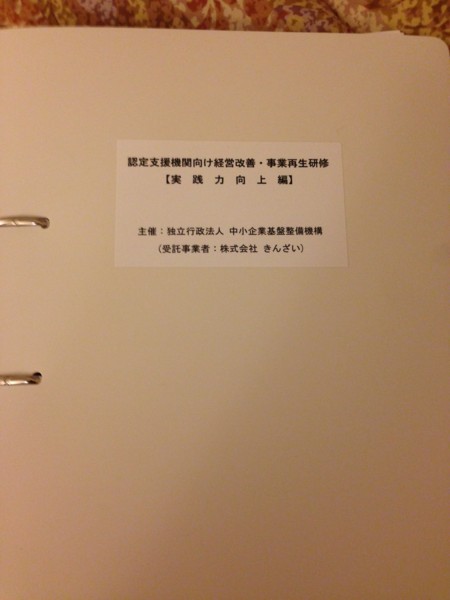 認定支援機関向け経営改善・事業再生研修
【実 践 力 向 上 編】
主催：独立行政法人 中小企業基盤整備機構
（受託事業者：株式会社 きんざい）